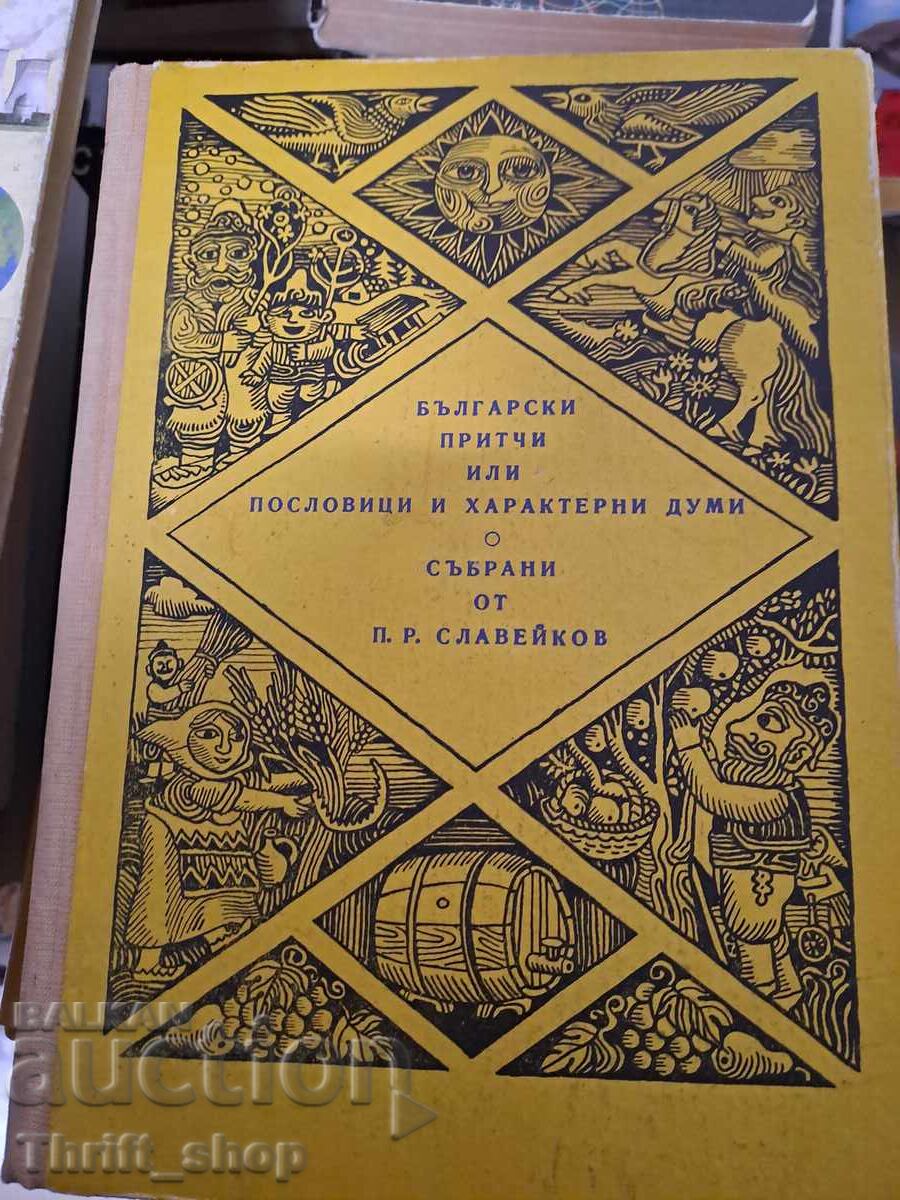 БЪЛГАРСКИ
ПРИТЧИ
ИЛИ
ПОСЛОВИЦИ И ХАРАКТЕРНИ ДУМИ
СЪБРАНИ
ОТ
П. Р. СЛАВЕЙКОВ
BALKAN
auction
Thrift_shop